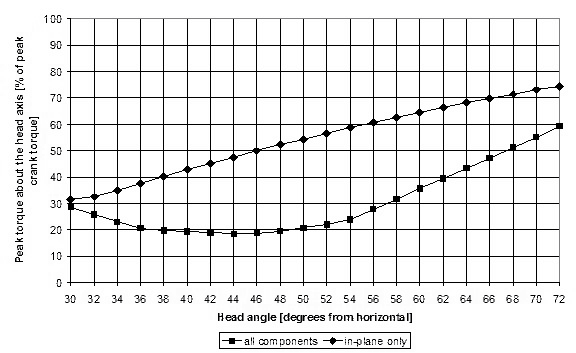 Peak torque about the head axis [% of peak
crank torque]
100
90
80
70
60
50
40
30
20
10
0
30 32 34 36 38 40 42 44 46 48 50 52 54 56 58 60 62 64 66 68 70 72
Head angle [degrees from horizontal]
all components in-plane only